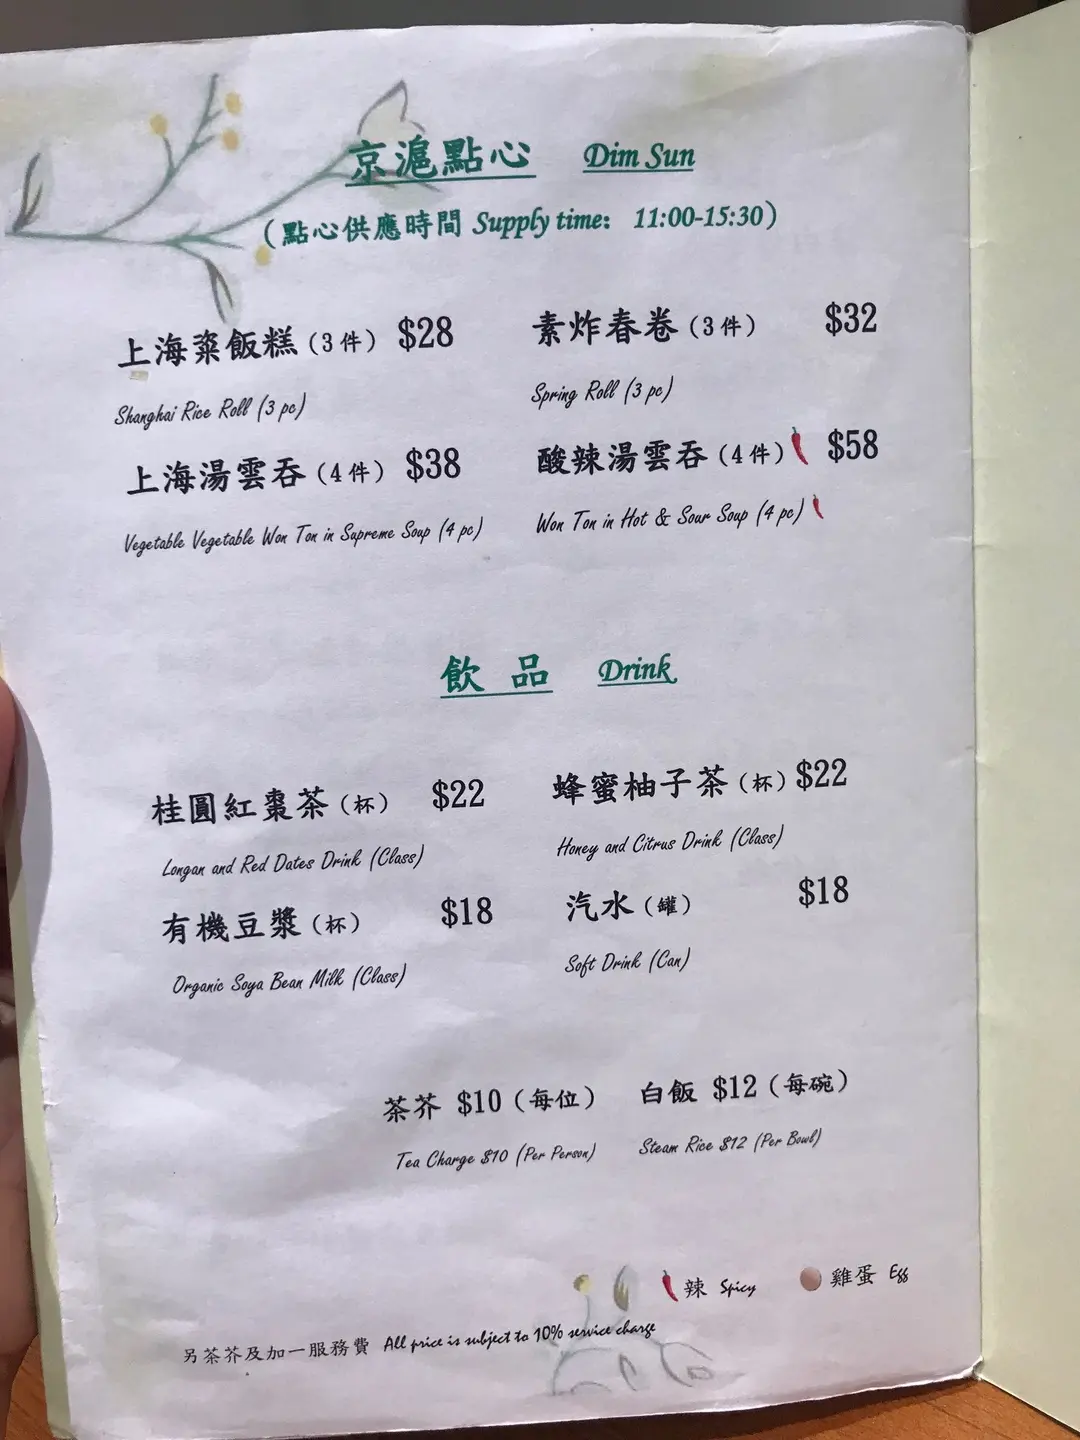 京滬點心 Dim Sun
(點心供應時間 Supply time: 11:00-15:30)
上海粢飯糕(3件) $28
Shanghai Rice Roll (3 pc)
素炸春卷(3件) $32
Spring Roll (3 pc)
上海湯雲吞(4件) $38
Vegetable Vegetable Won Ton in Supreme Soup (4 pc)
酸辣湯雲吞(4件) $58
Won Ton in Hot & Sour Soup (4 pc)
飲品 Drink
桂圓紅棗茶(杯) $22
Longan and Red Dates Drink (Class)
蜂蜜柚子茶(杯) $22
Honey and Citrus Drink (Class)
有機豆漿(杯) $18
Organic Soya Bean Milk (Class)
汽水(罐) $18
Soft Drink (Can)
茶芥 $10(每位)
Tea Charge $10 (Per Person)
白飯 $12(每碗)
Steam Rice $12 (Per Bowl)
辣 Spicy 雞蛋 Egg
另茶芥及加一服務費 All price is subject to 10% service charge